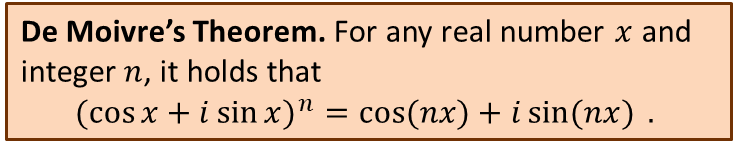 De Moivre's Theorem. For any real number x and
integer n, it holds that
(cos x + i sin x)ⁿ = cos(nx) + i sin(nx) .